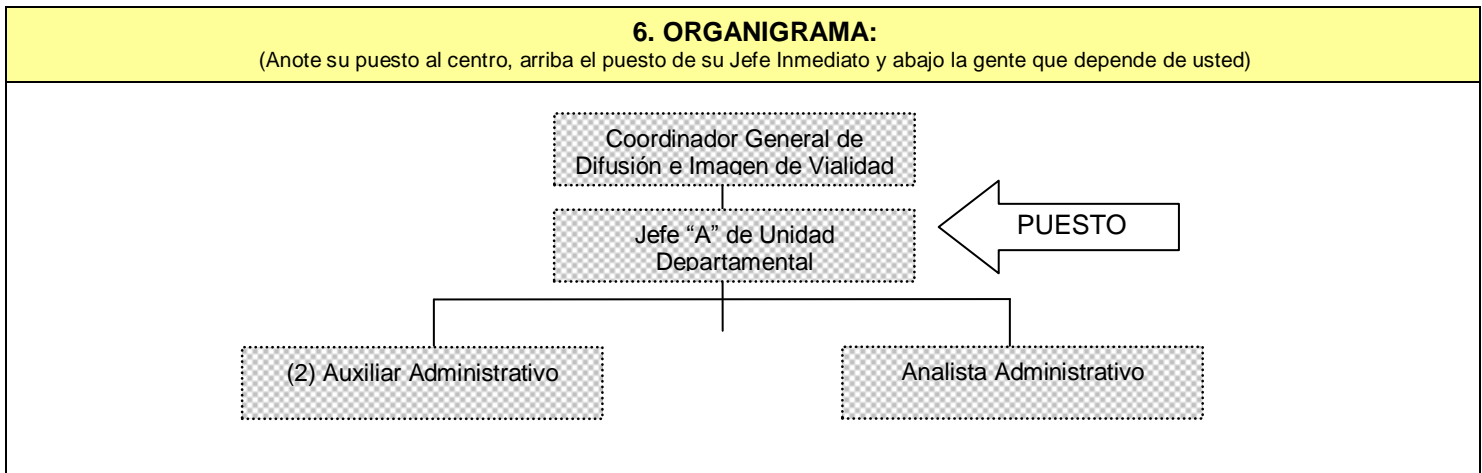 6. ORGANIGRAMA:
(Anote su puesto al centro, arriba el puesto de su Jefe Inmediato y abajo la gente que depende de usted)
Coordinador General de
Difusión e Imagen de Vialidad
Jefe “A” de Unidad
Departamental
PUESTO
(2) Auxiliar Administrativo
Analista Administrativo